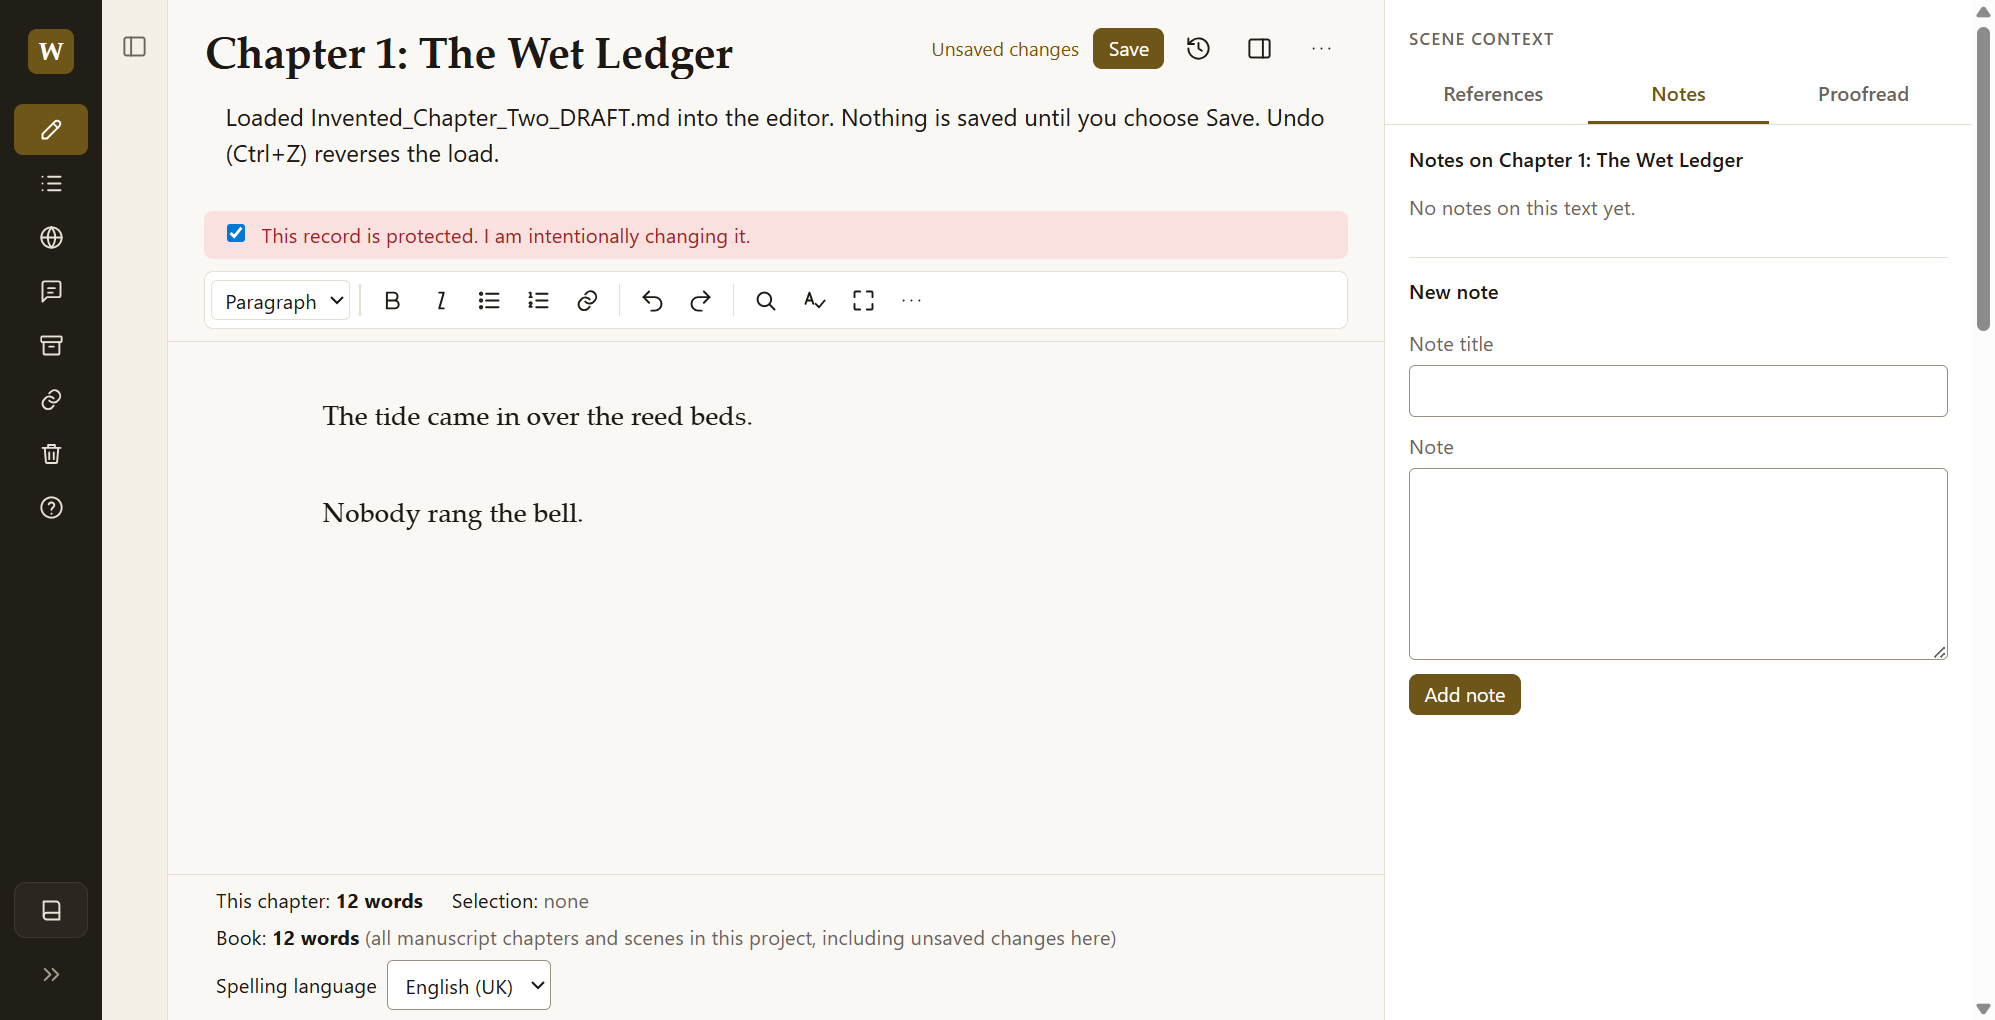 W
Chapter 1: The Wet Ledger
Unsaved changes
Save
Loaded Invented_Chapter_Two_DRAFT.md into the editor. Nothing is saved until you choose Save. Undo
(Ctrl+Z) reverses the load.
This record is protected. I am intentionally changing it.
Paragraph
The tide came in over the reed beds.
Nobody rang the bell.
This chapter: 12 words
Selection: none
Book: 12 words (all manuscript chapters and scenes in this project, including unsaved changes here)
Spelling language
English (UK)
SCENE CONTEXT
References
Notes
Proofread
Notes on Chapter 1: The Wet Ledger
No notes on this text yet.
New note
Note title
Note
Add note